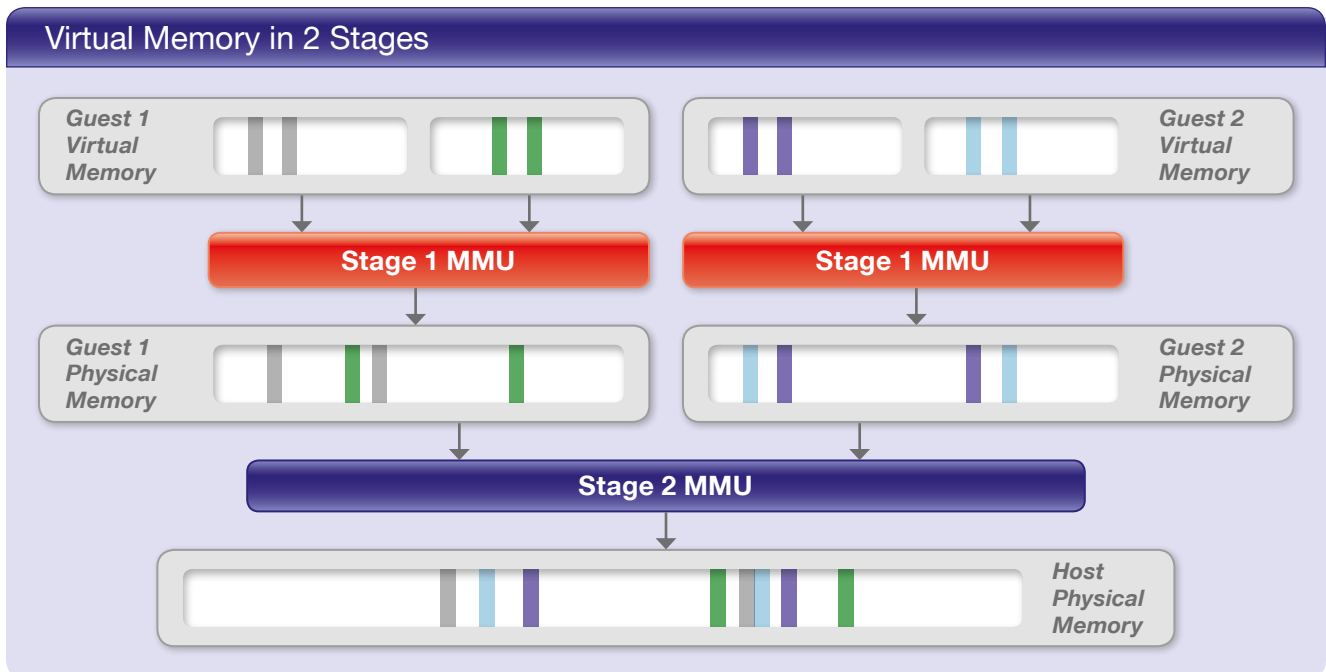 Virtual Memory in 2 Stages
Guest 1
Virtual
Memory
Guest 2
Virtual
Memory
Stage 1 MMU
Stage 1 MMU
Guest 1
Physical
Memory
Guest 2
Physical
Memory
Stage 2 MMU
Host
Physical
Memory